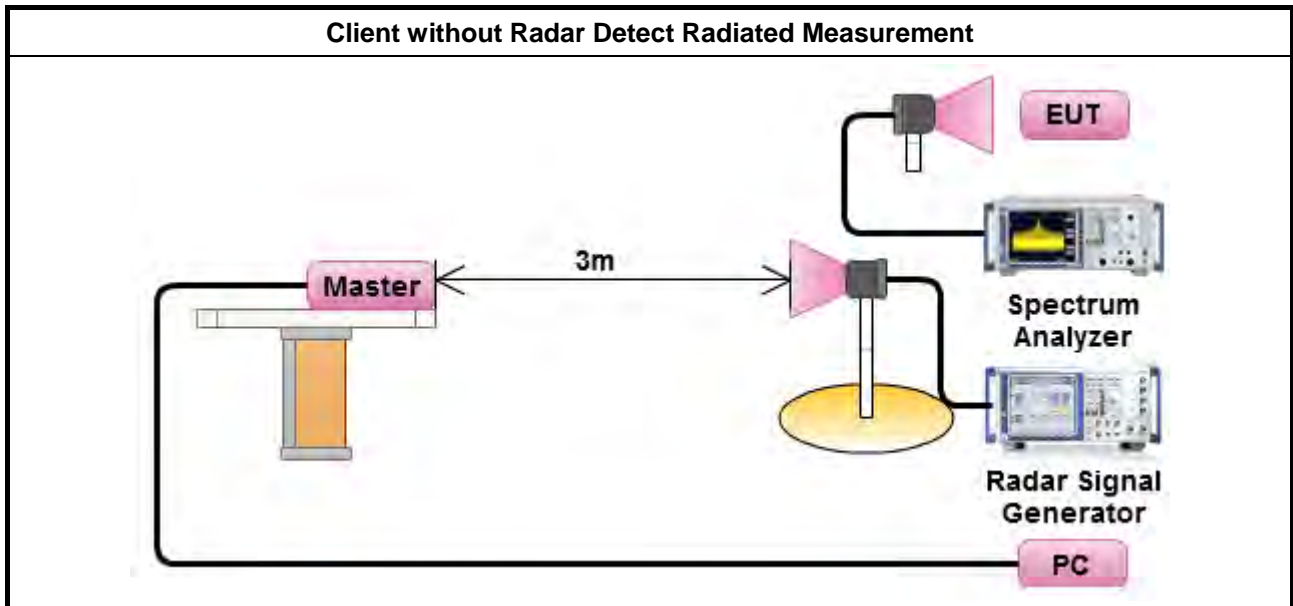 Client without Radar Detect Radiated Measurement
EUT
3m
Master
Spectrum
Analyzer
Radar Signal
Generator
PC